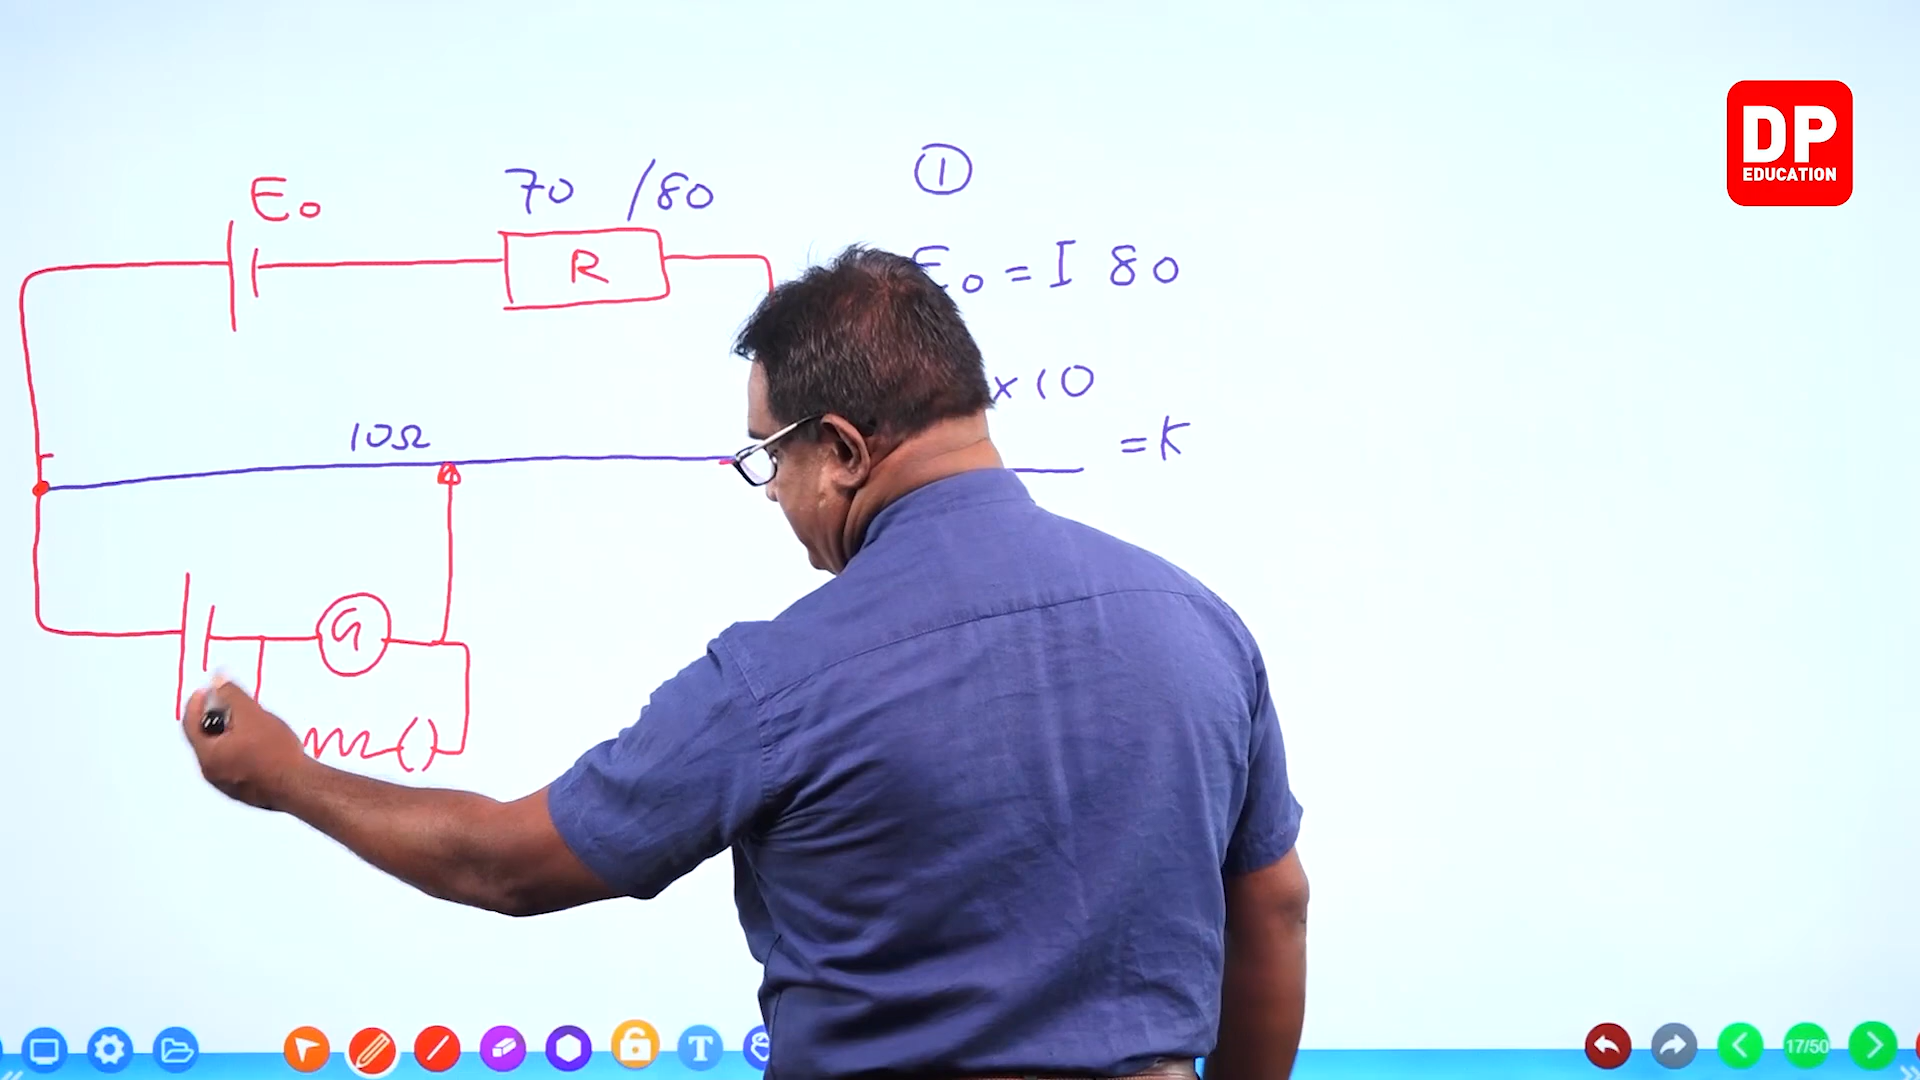 DP
EDUCATION
E₀
70 /80
①
R
E₀ = I 80
× 10
= K
10Ω
G
T
17/50